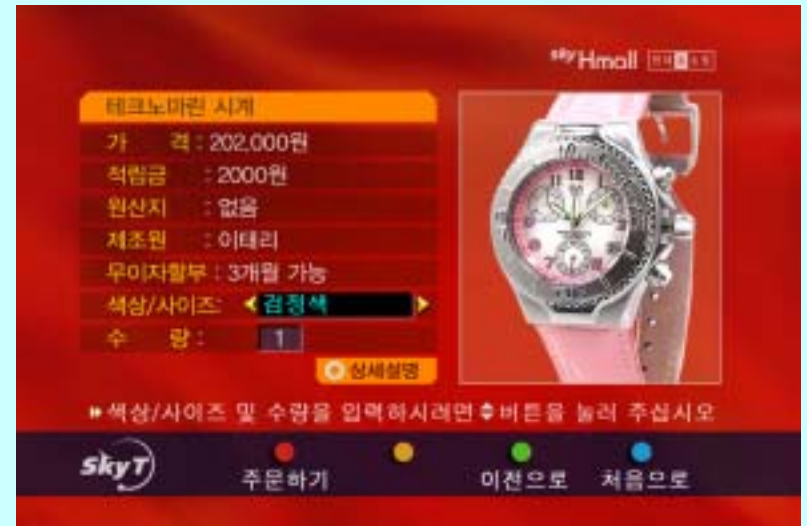 sky Hmall
테크노마린 시계
가 격 : 202,000원
적립금 : 2000원
원산지 : 없음
제조원 : 이태리
무이자할부 : 3개월 가능
색상/사이즈: 검정색
수 량 : 1
상세설명
색상/사이즈 및 수량을 입력하시려면 버튼을 눌러 주십시오
SkyT
주문하기 이전으로 처음으로